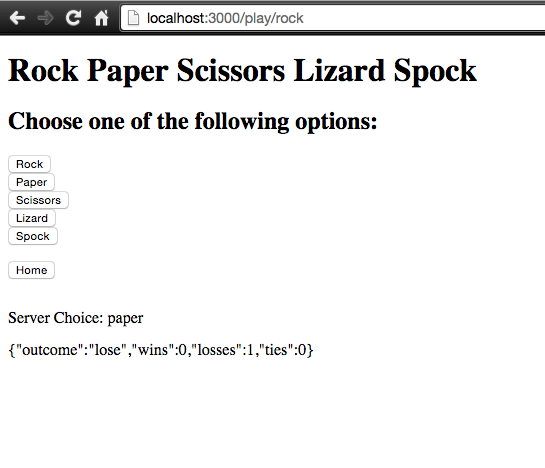 localhost:3000/play/rock
Rock Paper Scissors Lizard Spock
Choose one of the following options:
Rock
Paper
Scissors
Lizard
Spock
Home
Server Choice: paper
{"outcome":"lose","wins":0,"losses":1,"ties":0}